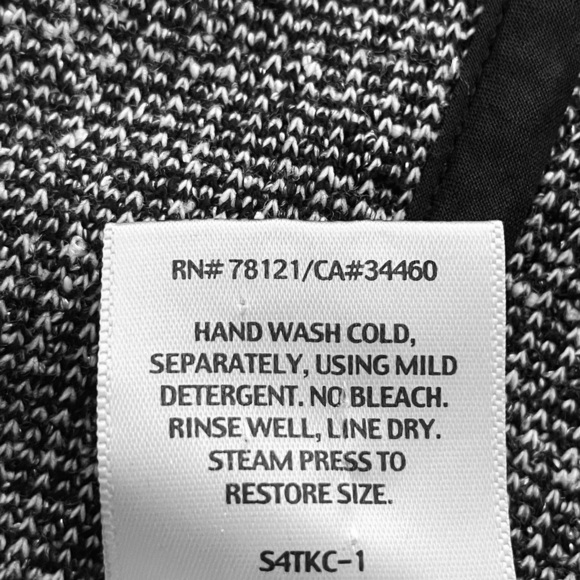 RN# 78121/CA#34460
HAND WASH COLD,
SEPARATELY, USING MILD
DETERGENT. NO BLEACH.
RINSE WELL, LINE DRY.
STEAM PRESS TO
RESTORE SIZE.
S4TKC-1